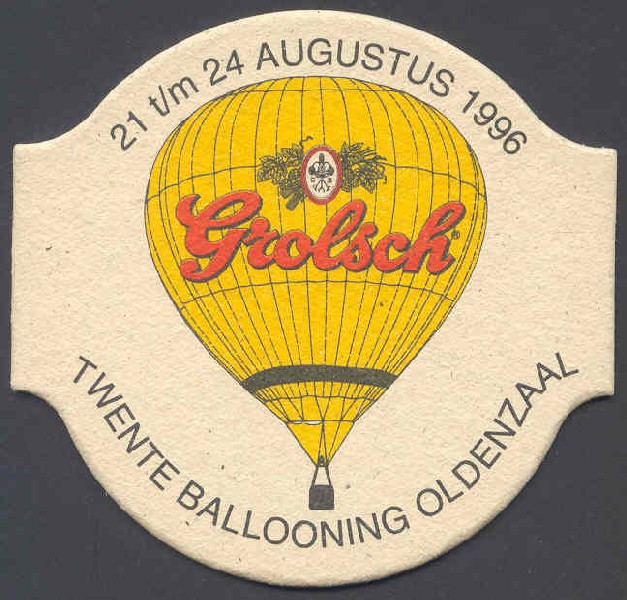 21 t/m 24 AUGUSTUS 1996
Grolsch®
TWENTE BALLOONING OLDENZAAL